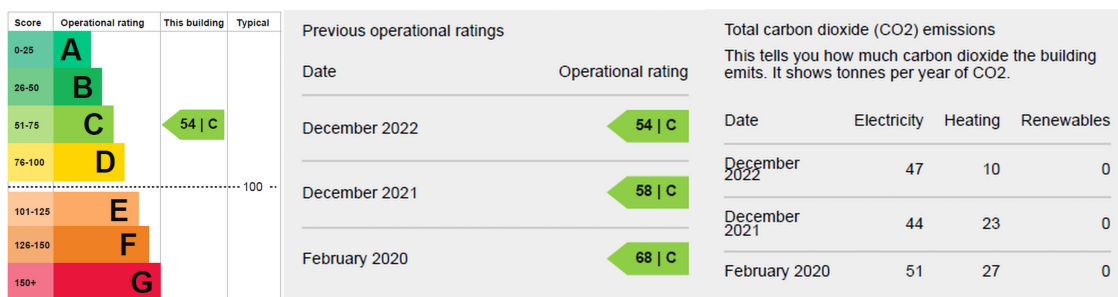 Score Operational rating This building Typical
0-25 A
26-50 B
51-75 C 54 | C
76-100 D
100
101-125 E
126-150 F
150+ G
Previous operational ratings
Date Operational rating
December 2022 54 | C
December 2021 58 | C
February 2020 68 | C
Total carbon dioxide (CO2) emissions
This tells you how much carbon dioxide the building
emits. It shows tonnes per year of CO2.
Date Electricity Heating Renewables
December
2022 47 10 0
December
2021 44 23 0
February 2020 51 27 0